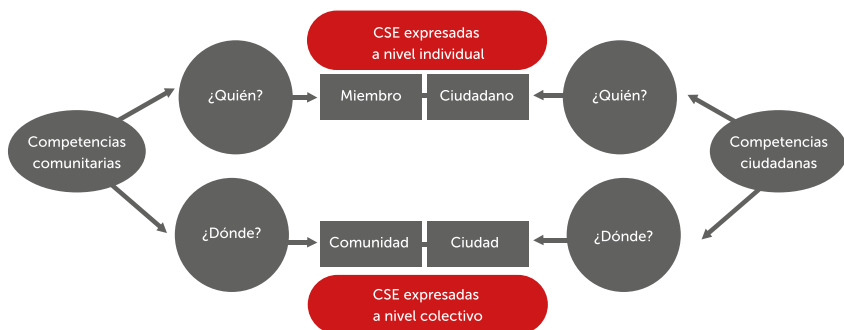 CSE expresadas
a nivel individual
¿Quién?
Miembro
Ciudadano
¿Quién?
Competencias
comunitarias
Competencias
ciudadanas
¿Dónde?
Comunidad
Ciudad
¿Dónde?
CSE expresadas
a nivel colectivo